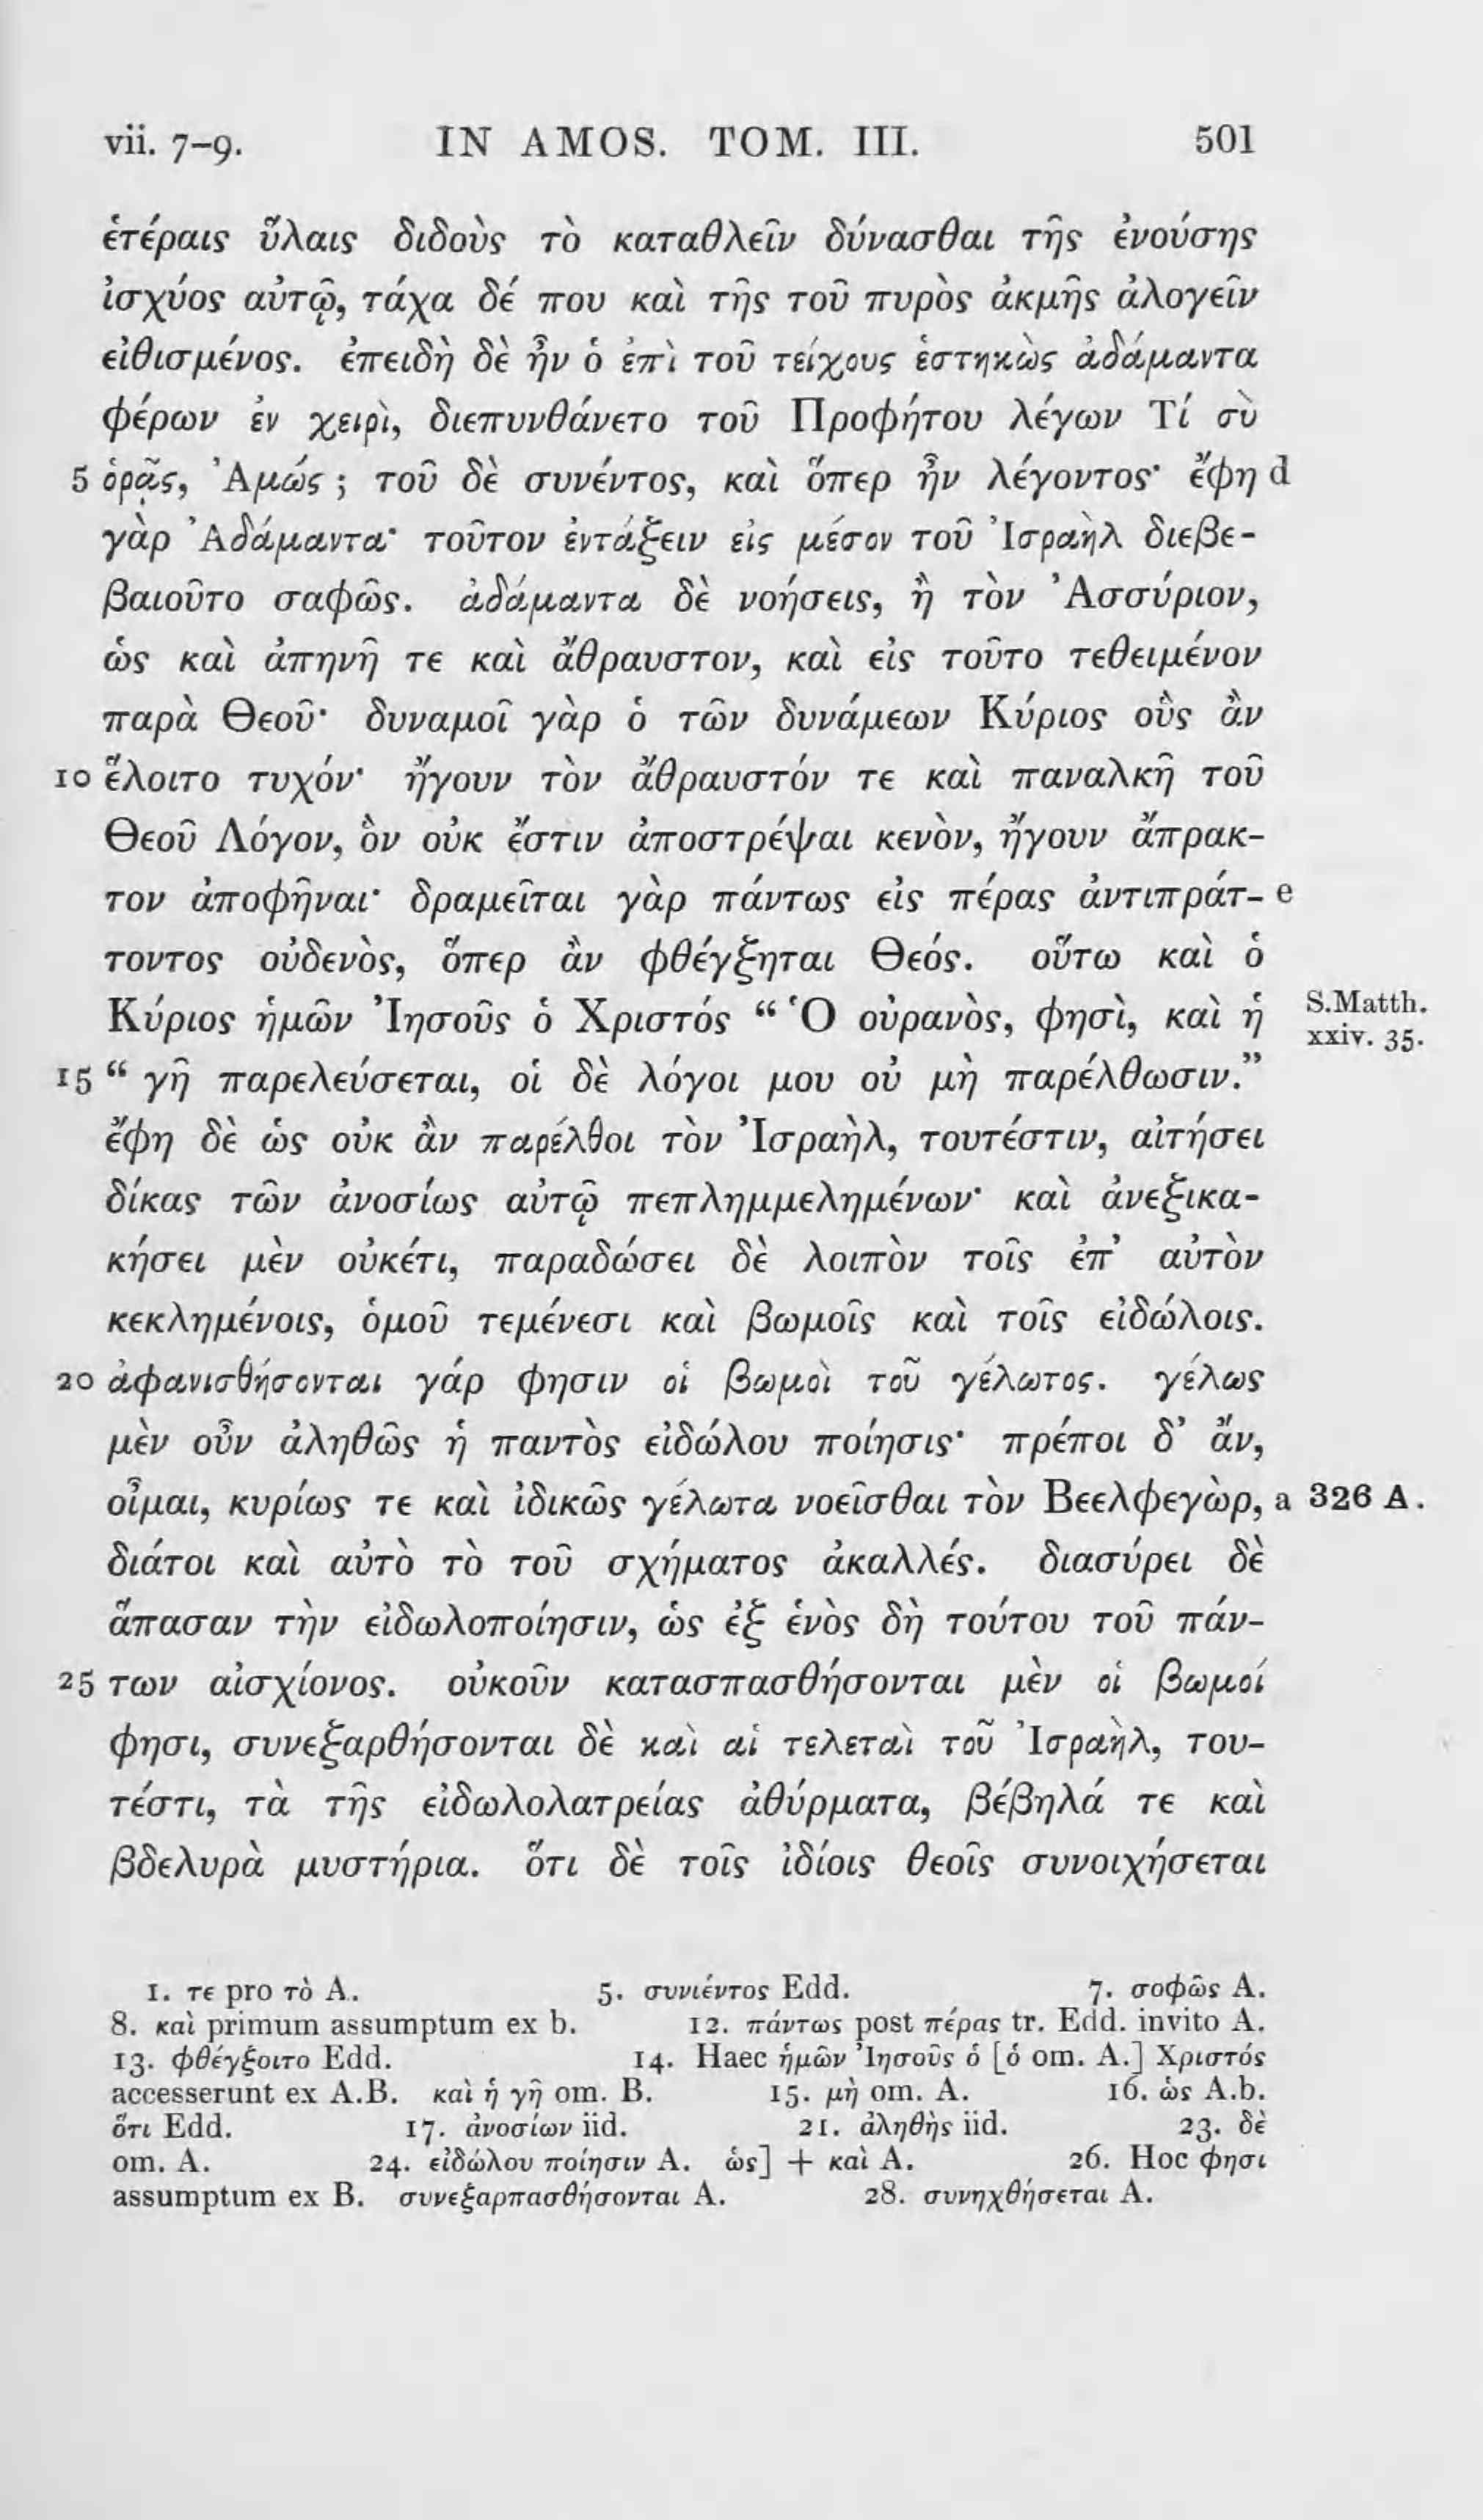 vii. 7-9. IN AMOS. TOM. III. 501
ἑτέραις ὕλαις διδοὺς τὸ καταθλεῖν δύνασθαι τῆς ἐνούσης
ἰσχύος αὐτῷ, τάχα δέ που καὶ τῆς τοῦ πυρὸς ἀκμῆς ἀλογεῖν
εἰθισμένος. ἐπειδὴ δὲ ἦν ὁ ἐπὶ τοῦ τείχους ἑστηκὼς ἀδάμαντα
φέρων ἐν χειρὶ, διεπυνθάνετο τοῦ Προφήτου λέγων Τί σὺ
5 ὁρᾷς, Ἀμώς ; τοῦ δὲ συνέντος, καὶ ὅπερ ἦν λέγοντος· ἔφη d
γὰρ Ἀδάμαντα· τοῦτον ἐντάξειν εἰς μέσον τοῦ Ἰσραὴλ διεβε-
βαιοῦτο σαφῶς. ἀδάμαντα δὲ νοήσεις, ἢ τὸν Ἀσσύριον,
ὡς καὶ ἀπηνῆ τε καὶ ἄθραυστον, καὶ εἰς τοῦτο τεθειμένον
παρὰ Θεοῦ· δυναμοῖ γὰρ ὁ τῶν δυνάμεων Κύριος οὓς ἂν
10 ἕλοιτο τυχόν· ἤγουν τὸν ἄθραυστόν τε καὶ παναλκῆ τοῦ
Θεοῦ Λόγον, ὃν οὐκ ἔστιν ἀποστρέψαι κενὸν, ἤγουν ἄπρακ-
τον ἀποφῆναι· δραμεῖται γὰρ πάντως εἰς πέρας ἀντιπράτ- e
τοντος οὐδενὸς, ὅπερ ἂν φθέγξηται Θεός. οὕτω καὶ ὁ
Κύριος ἡμῶν Ἰησοῦς ὁ Χριστός “ Ὁ οὐρανὸς, φησὶ, καὶ ἡ S.Matth. xxiv. 35.
15 “ γῆ παρελεύσεται, οἱ δὲ λόγοι μου οὐ μὴ παρέλθωσιν.”
ἔφη δὲ ὡς οὐκ ἂν παρέλθοι τὸν Ἰσραὴλ, τουτέστιν, αἰτήσει
δίκας τῶν ἀνοσίως αὐτῷ πεπλημμελημένων· καὶ ἀνεξικα-
κήσει μὲν οὐκέτι, παραδώσει δὲ λοιπὸν τοῖς ἐπ’ αὐτὸν
κεκλημένοις, ὁμοῦ τεμένεσι καὶ βωμοῖς καὶ τοῖς εἰδώλοις.
20 ἀφανισθήσονται γάρ φησιν οἱ βωμοὶ τοῦ γέλωτος. γέλως
μὲν οὖν ἀληθῶς ἡ παντὸς εἰδώλου ποίησις· πρέποι δ’ ἄν,
οἶμαι, κυρίως τε καὶ ἰδικῶς γέλωτα νοεῖσθαι τὸν Βεελφεγὼρ, a 326 A.
διάτοι καὶ αὐτὸ τὸ τοῦ σχήματος ἀκαλλές. διασύρει δὲ
ἅπασαν τὴν εἰδωλοποίησιν, ὡς ἐξ ἑνὸς δὴ τούτου τοῦ πάν-
25 των αἰσχίονος. οὐκοῦν κατασπασθήσονται μὲν οἱ βωμοί
φησι, συνεξαρθήσονται δὲ καὶ αἱ τελεταὶ τοῦ Ἰσραὴλ, του-
τέστι, τὰ τῆς εἰδωλολατρείας ἀθύρματα, βέβηλά τε καὶ
βδελυρὰ μυστήρια. ὅτι δὲ τοῖς ἰδίοις θεοῖς συνοιχήσεται
1. τε pro τὸ A. 5. συνιέντος Edd. 7. σοφῶς A.
8. καὶ primum assumptum ex b. 12. πάντως post πέρας tr. Edd. invito A.
13. φθέγξοιτο Edd. 14. Haec ἡμῶν Ἰησοῦς ὁ [ὁ om. A.] Χριστός
accesserunt ex A.B. καὶ ἡ γῆ om. B. 15. μὴ om. A. 16. ὡς A.b.
ὅτι Edd. 17. ἀνοσίων iid. 21. ἀληθὴς iid. 23. δὲ
om. A. 24. εἰδώλου ποίησιν A. ὡς] + καὶ A. 26. Hoc φησι
assumptum ex B. συνεξαρπασθήσονται A. 28. συνηχθήσεται A.